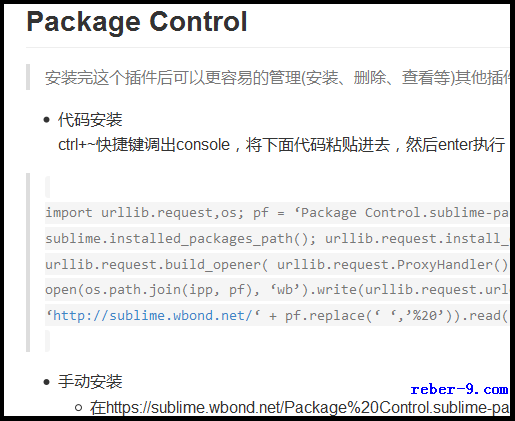 Package Control
安装完这个插件后可以更容易的管理(安装、删除、查看等)其他插件
代码安装
ctrl+~快捷键调出console，将下面代码粘贴进去，然后enter执行
import urllib.request,os; pf = ‘Package Control.sublime-pa
sublime.installed_packages_path(); urllib.request.install_
urllib.request.build_opener( urllib.request.ProxyHandler()
open(os.path.join(ipp, pf), ‘wb’).write(urllib.request.url
‘http://sublime.wbond.net/‘ + pf.replace(‘ ‘,’%20’)).read(
手动安装
reber-9.com
在https://sublime.wbond.net/Package%20Control.sublime-pa